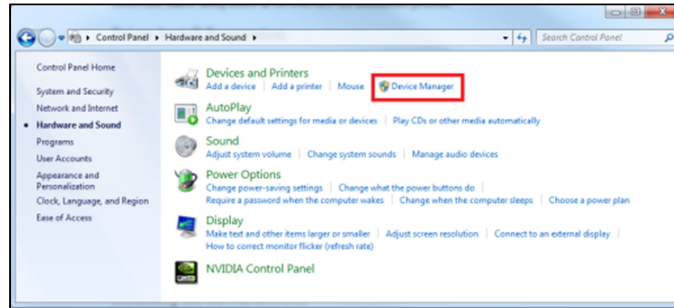 Control Panel ▸ Hardware and Sound ▸
Search Control Panel
Control Panel Home
System and Security
Network and Internet
Hardware and Sound
Programs
User Accounts
Appearance and
Personalization
Clock, Language, and Region
Ease of Access
Devices and Printers
Add a device | Add a printer | Mouse | Device Manager
AutoPlay
Change default settings for media or devices | Play CDs or other media automatically
Sound
Adjust system volume | Change system sounds | Manage audio devices
Power Options
Change power-saving settings | Change what the power buttons do |
Require a password when the computer wakes | Change when the computer sleeps | Choose a power plan
Display
Make text and other items larger or smaller | Adjust screen resolution | Connect to an external display |
How to correct monitor flicker (refresh rate)
NVIDIA Control Panel